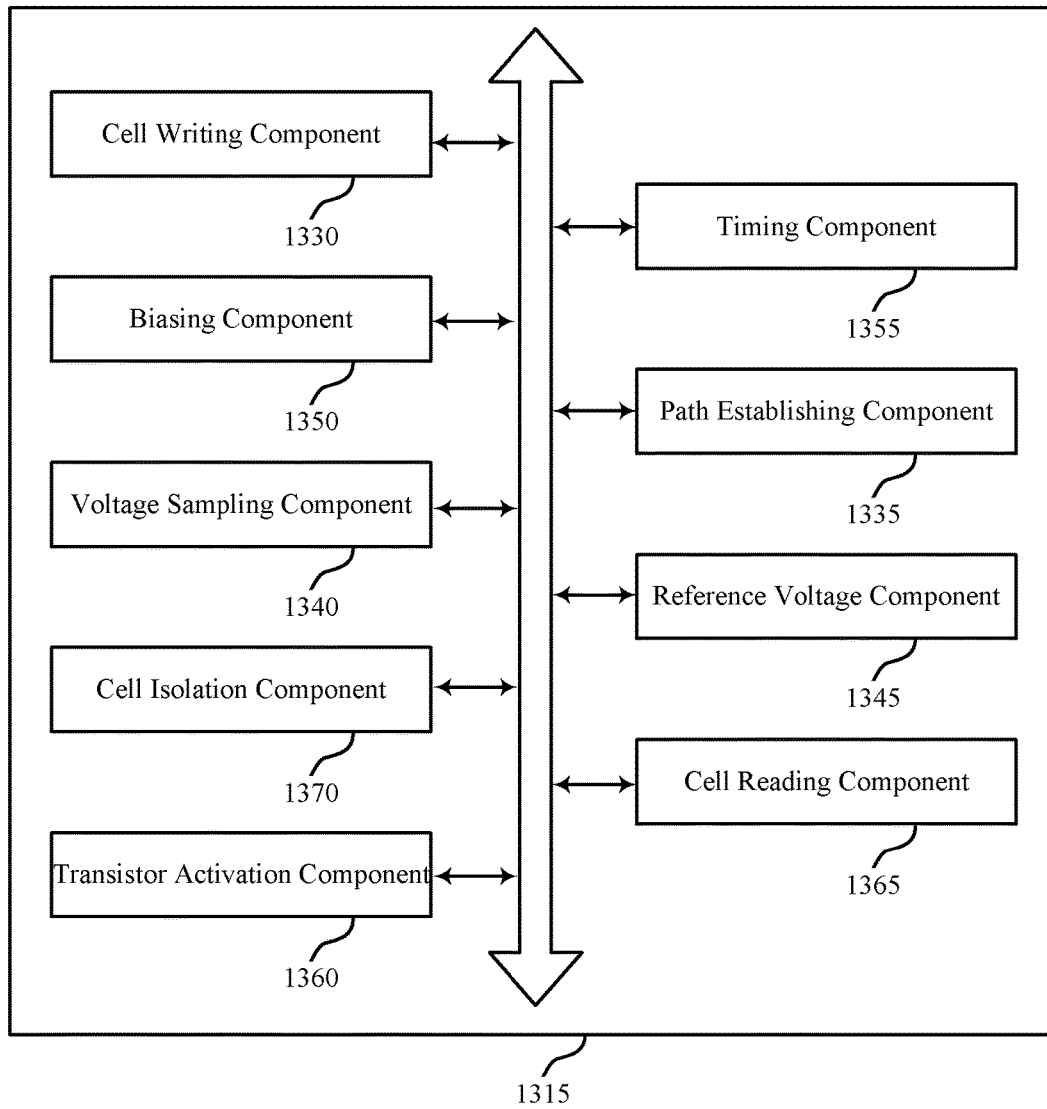 Cell Writing Component
1330
Timing Component
1355
Biasing Component
1350
Path Establishing Component
1335
Voltage Sampling Component
1340
Reference Voltage Component
1345
Cell Isolation Component
1370
Cell Reading Component
1365
Transistor Activation Component
1360
1315